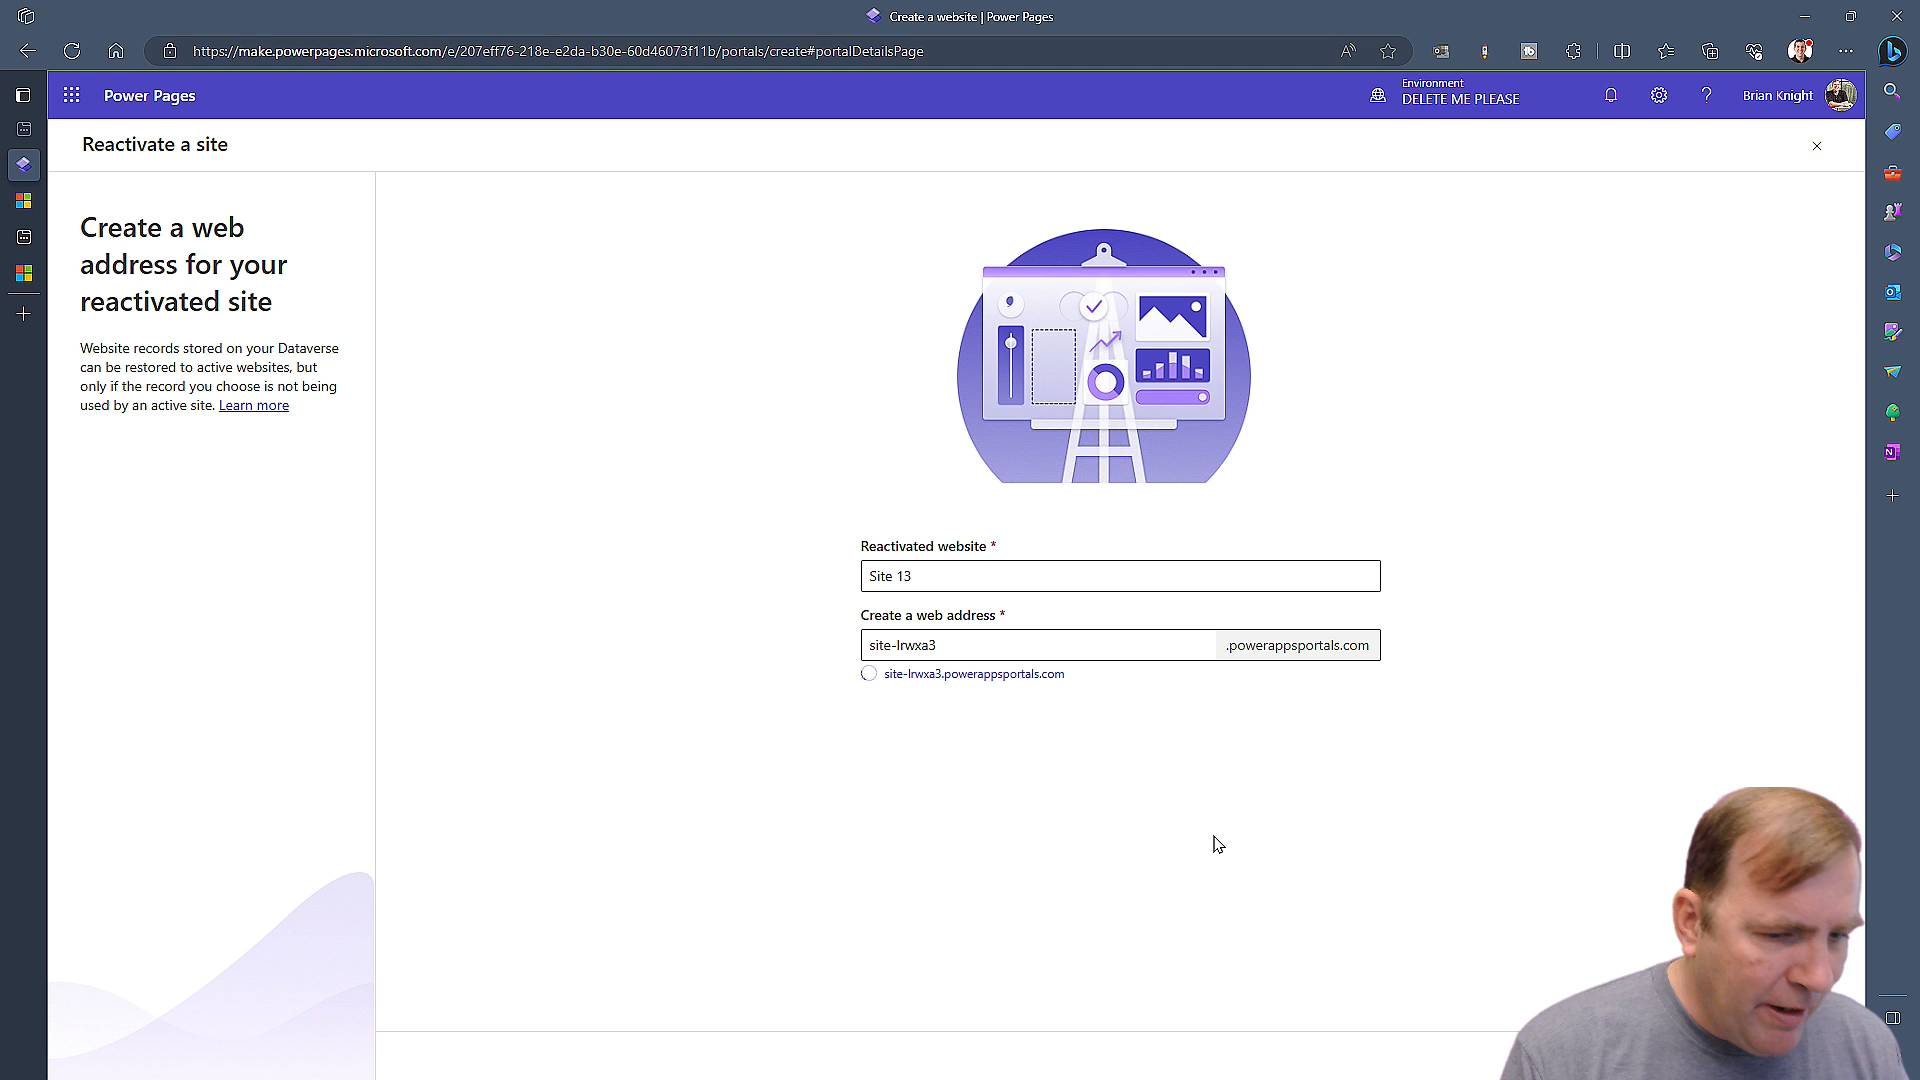 Create a website | Power Pages
https://make.powerpages.microsoft.com/e/207eff76-218e-e2da-b30e-60d46073f11b/portals/create#portalDetailsPage
Power Pages
Environment
DELETE ME PLEASE
Brian Knight
Reactivate a site
Create a web
address for your
reactivated site
Website records stored on your Dataverse
can be restored to active websites, but
only if the record you choose is not being
used by an active site. Learn more
Reactivated website *
Site 13
Create a web address *
site-lrwxa3
.powerappsportals.com
site-lrwxa3.powerappsportals.com